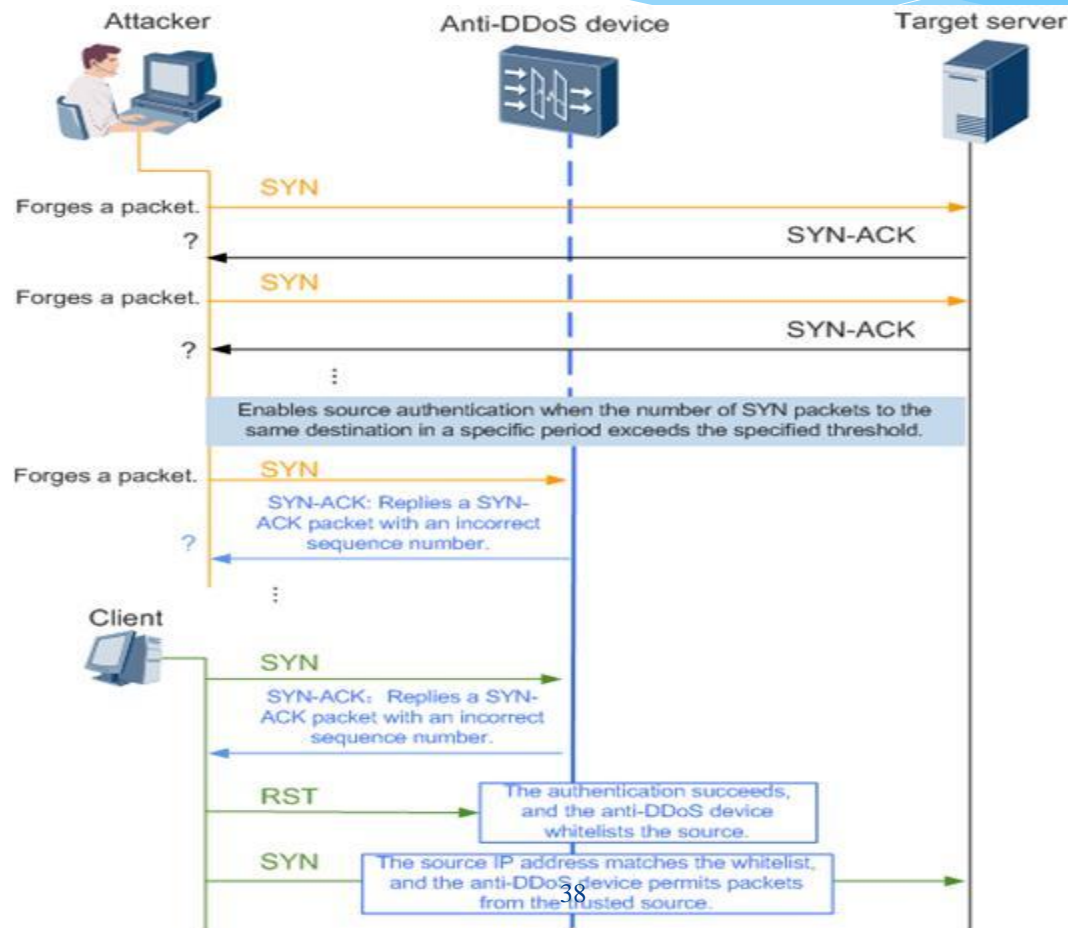 Attacker
Anti-DDoS device
Target server
SYN
Forges a packet.
SYN-ACK
?
SYN
Forges a packet.
SYN-ACK
?
...
Enables source authentication when the number of SYN packets to the
same destination in a specific period exceeds the specified threshold.
SYN
Forges a packet.
SYN-ACK: Replies a SYN-
ACK packet with an incorrect
sequence number.
?
...
Client
SYN
SYN-ACK： Replies a SYN-
ACK packet with an incorrect
sequence number.
RST
The authentication succeeds,
and the anti-DDoS device
whitelists the source.
SYN
The source IP address matches the whitelist,
and the anti-DDoS device permits packets
from the trusted source.
38